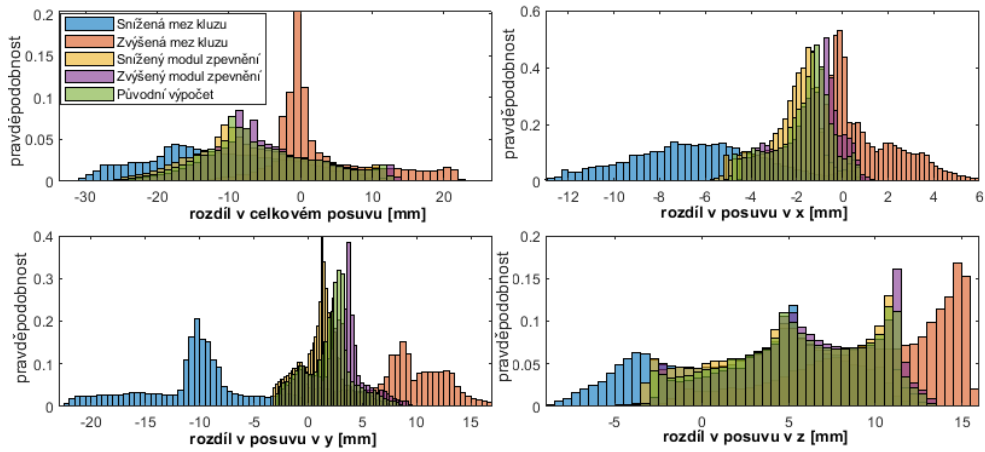 0.2
0.15
0.1
0.05
0
pravděpodobnost
Snížená mez kluzu
Zvýšená mez kluzu
Snížený modul zpevnění
Zvýšený modul zpevnění
Původní výpočet
-30 -20 -10 0 10 20
rozdíl v celkovém posuvu [mm]
0.6
0.4
0.2
0
pravděpodobnost
-12 -10 -8 -6 -4 -2 0 2 4 6
rozdíl v posuvu v x [mm]
0.4
0.3
0.2
0.1
0
pravděpodobnost
-20 -15 -10 -5 0 5 10 15
rozdíl v posuvu v y [mm]
0.2
0.15
0.1
0.05
0
pravděpodobnost
-5 0 5 10 15
rozdíl v posuvu v z [mm]